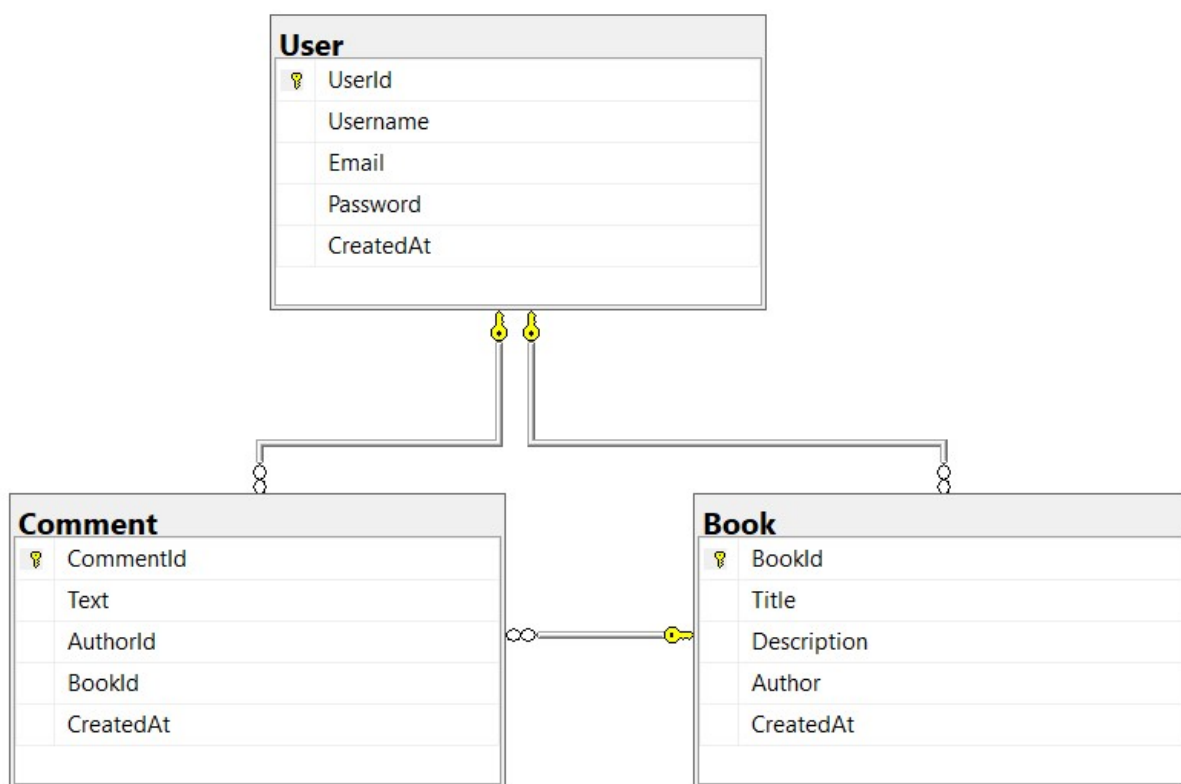 User
UserId
Username
Email
Password
CreatedAt
Comment
CommentId
Text
AuthorId
BookId
CreatedAt
Book
BookId
Title
Description
Author
CreatedAt